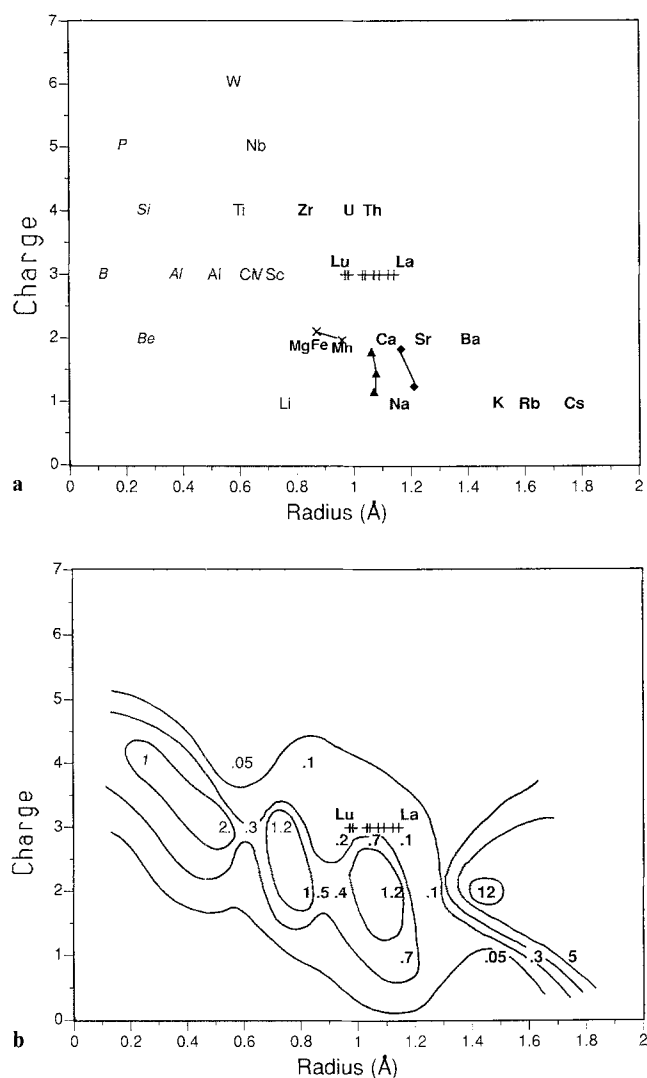 7
6
W
5
P
Nb
4
Si
Ti
Zr
U
Th
Charge
Lu
La
3
B
Al
Al
Sc
2
Be
Mg
Fe
Mn
Ca
Sr
Ba
1
Li
Na
K
Rb
Cs
0
a
0
0.2
0.4
0.6
0.8
1
1.2
1.4
1.6
1.8
2
Radius (Å)
7
6
5
4
1
.05
.1
Charge
Lu
La
3
2.
.3
1.2
.2
.7
.1
2
1
.5
.4
1.2
.1
12
1
.7
.05
.3
5
0
b
0
0.2
0.4
0.6
0.8
1
1.2
1.4
1.6
1.8
2
Radius (Å)